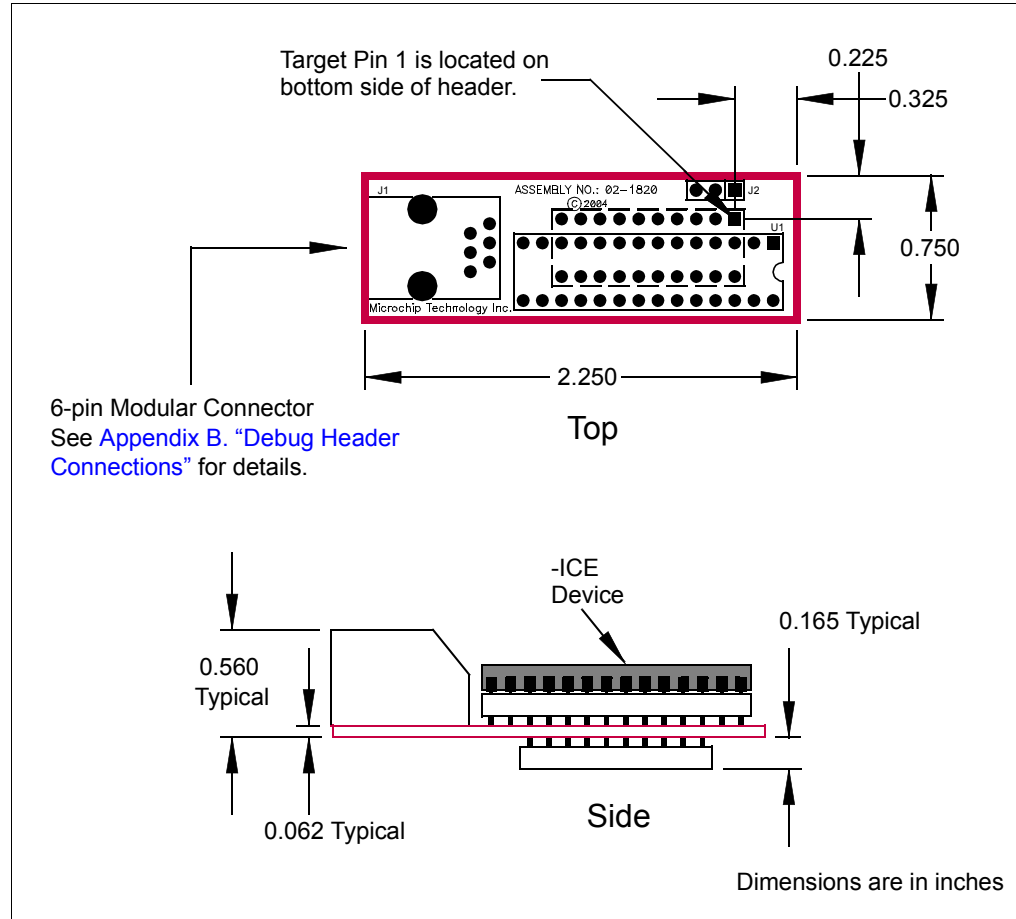 Target Pin 1 is located on
bottom side of header.
0.225
0.325
J1
ASSEMBLY NO.: 02-1820
©2004
J2
U1
0.750
Microchip Technology Inc.
2.250
6-pin Modular Connector
See Appendix B. “Debug Header
Connections” for details.
Top
-ICE
Device
0.165 Typical
0.560
Typical
0.062 Typical
Side
Dimensions are in inches